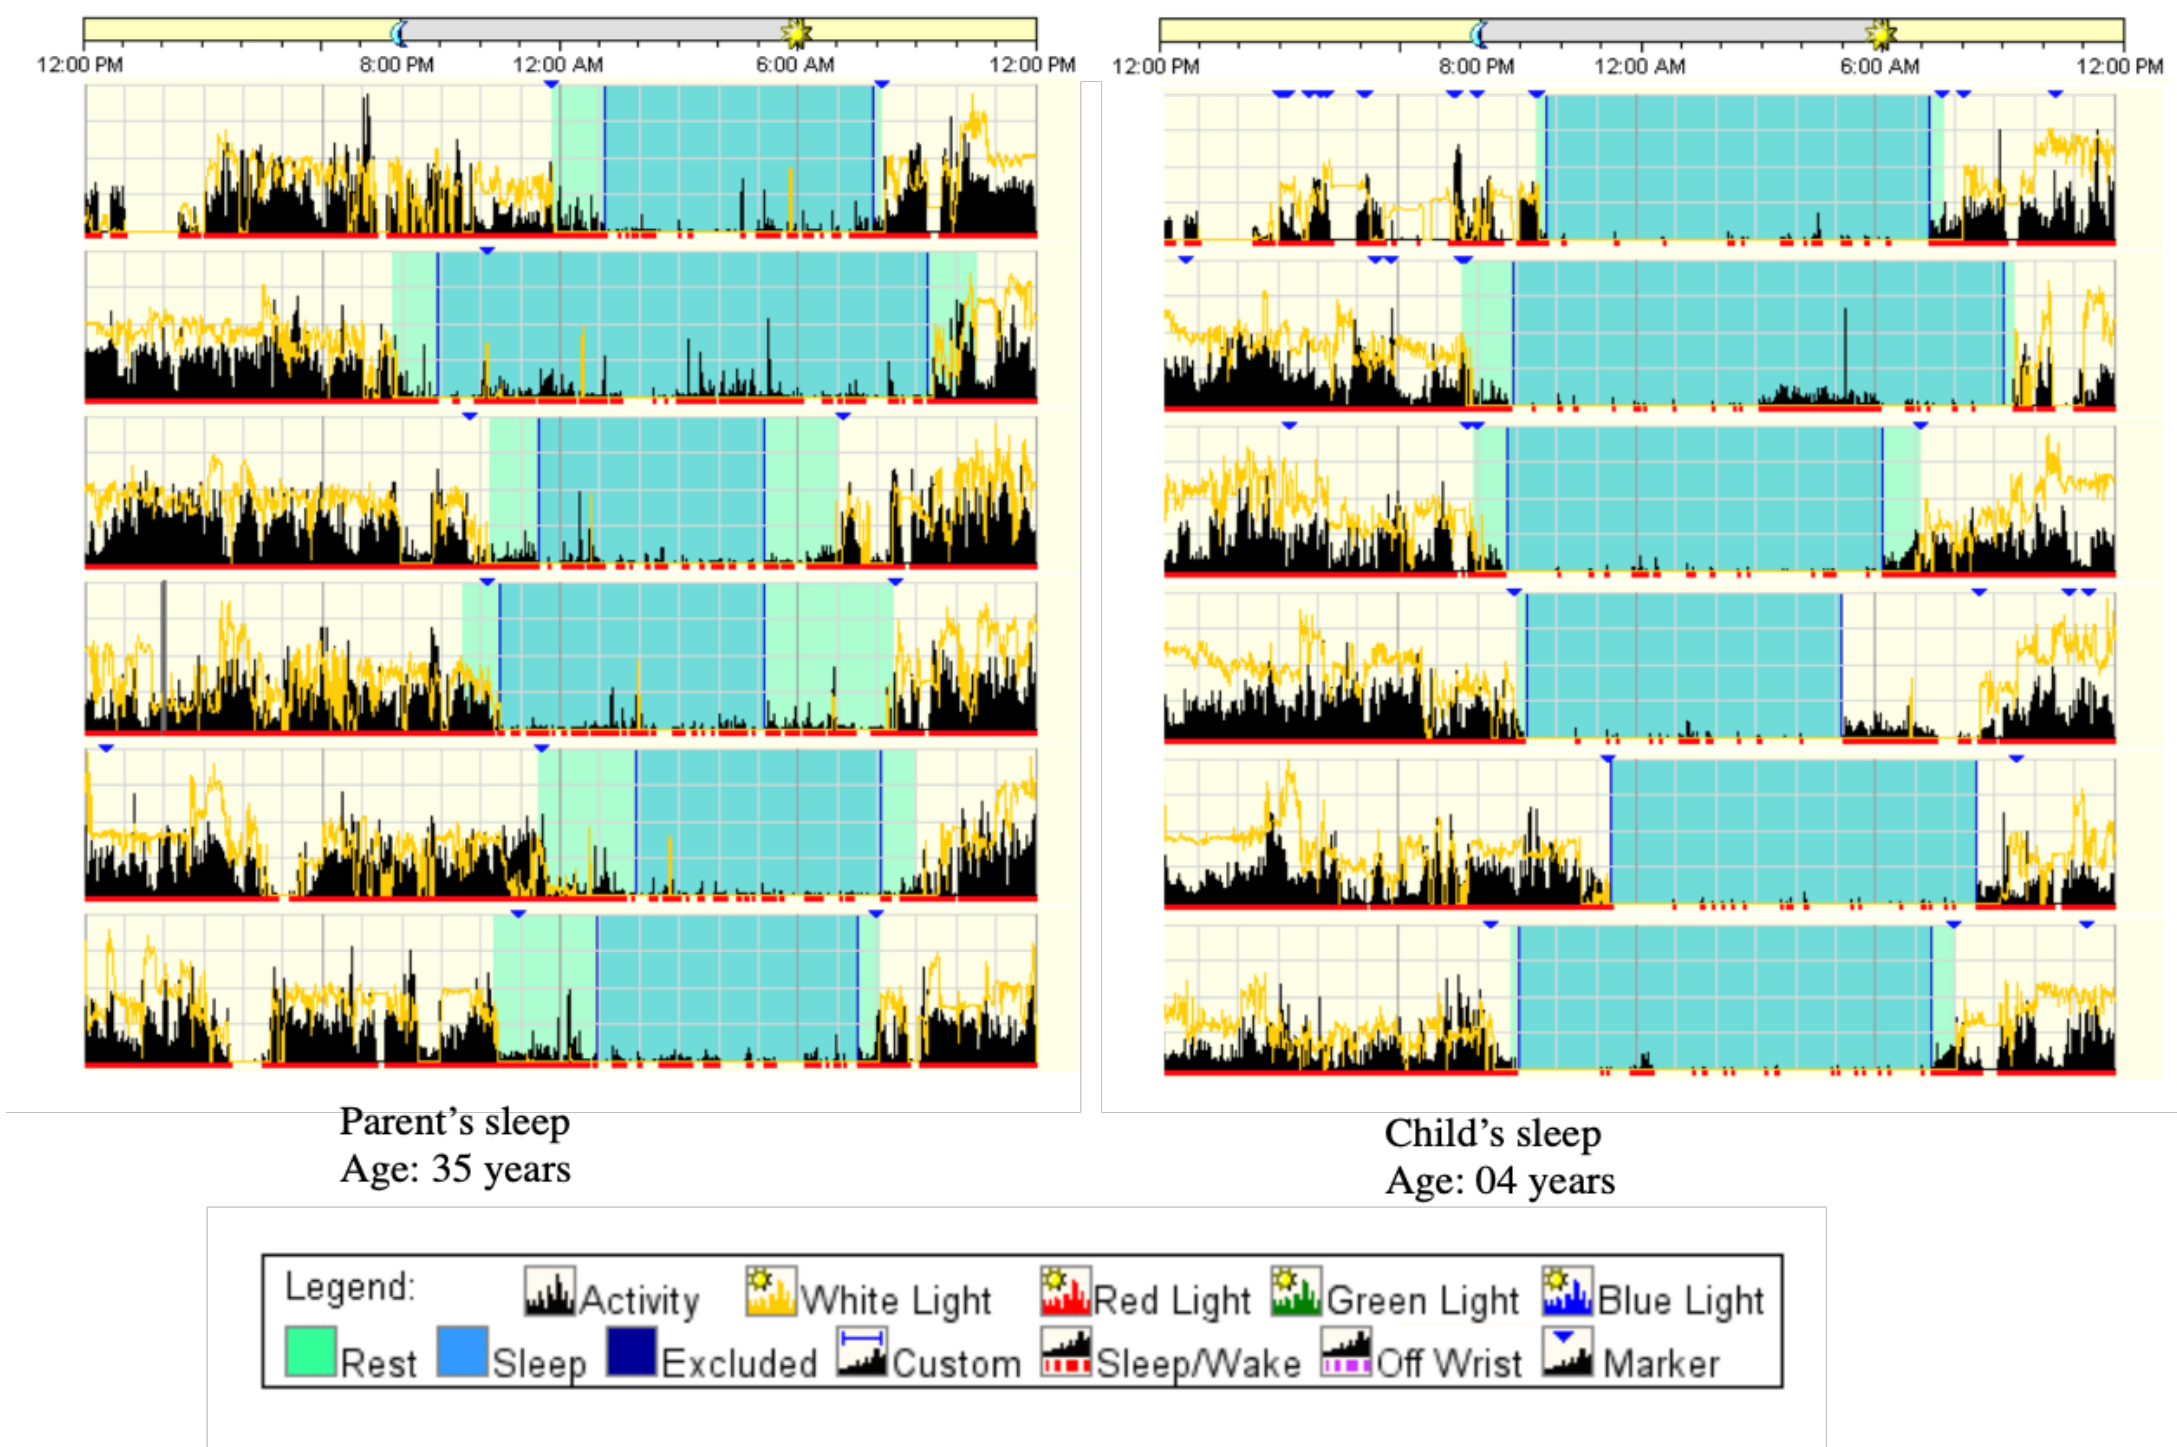 12:00 PM 8:00 PM 12:00 AM 6:00 AM 12:00 PM
12:00 PM 8:00 PM 12:00 AM 6:00 AM 12:00 PM
Parent’s sleep
Age: 35 years
Child’s sleep
Age: 04 years
Legend: Activity White Light Red Light Green Light Blue Light
Rest Sleep Excluded Custom Sleep/Wake Off Wrist Marker